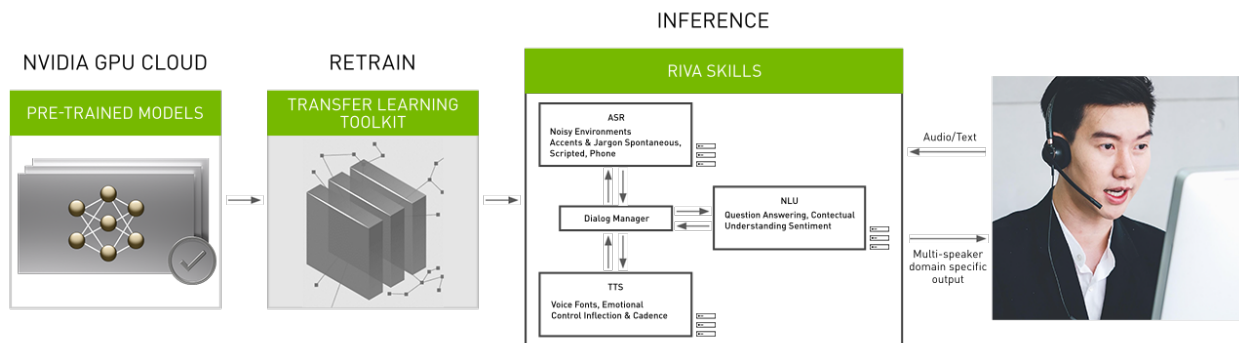 INFERENCE
NVIDIA GPU CLOUD
RETRAIN
RIVA SKILLS
PRE-TRAINED MODELS
TRANSFER LEARNING
TOOLKIT
ASR
Noisy Environments
Accents & Jargon Spontaneous,
Scripted, Phone
Audio/Text
NLU
Question Answering, Contectual
Understanding Sentiment
Dialog Manager
Multi-speaker
domain specific
output
TTS
Voice Fonts, Emotional
Control Inflection & Cadence